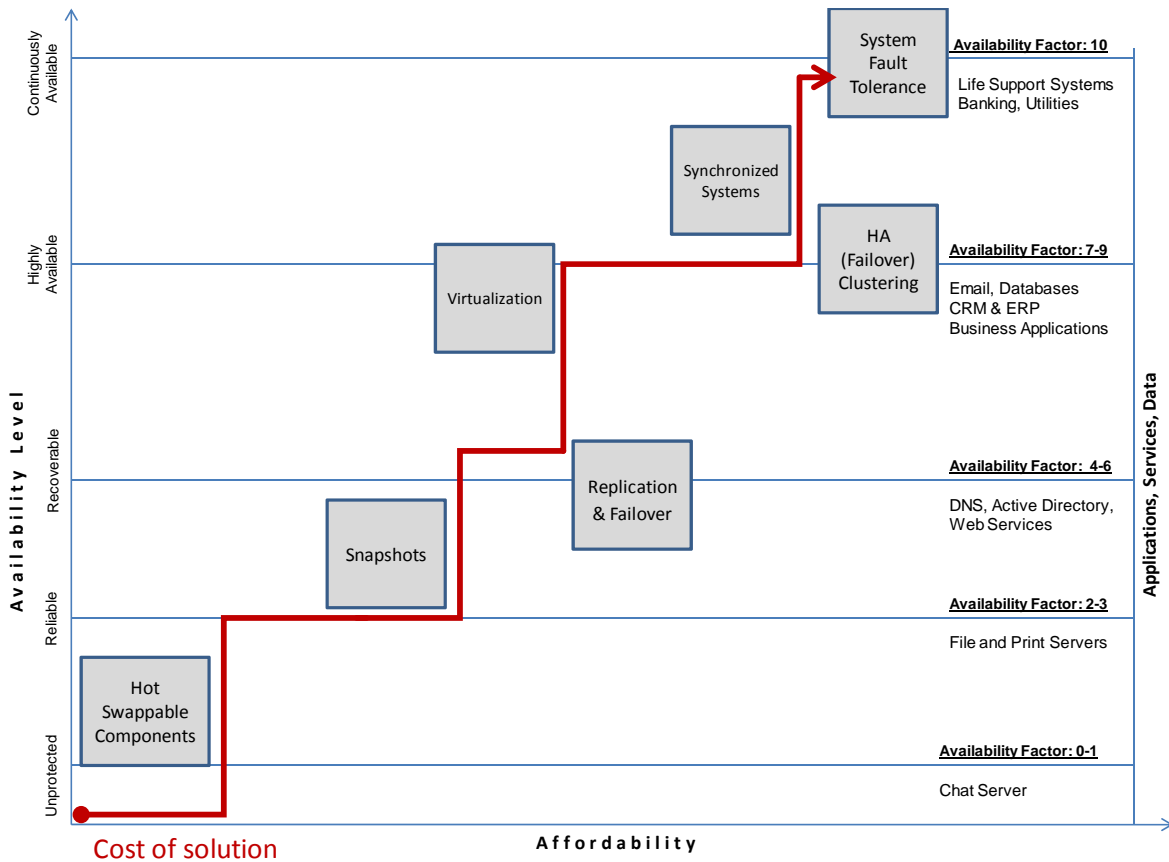 Continuously
Available
Highly
Available
Recoverable
Reliable
Unprotected
Availability Level
System
Fault
Tolerance
Availability Factor: 10
Life Support Systems
Banking, Utilities
Synchronized
Systems
HA
(Failover)
Clustering
Availability Factor: 7-9
Email, Databases
CRM & ERP
Business Applications
Virtualization
Replication
& Failover
Availability Factor: 4-6
DNS, Active Directory,
Web Services
Snapshots
Availability Factor: 2-3
File and Print Servers
Hot
Swappable
Components
Availability Factor: 0-1
Chat Server
Applications, Services, Data
Cost of solution
Affordability